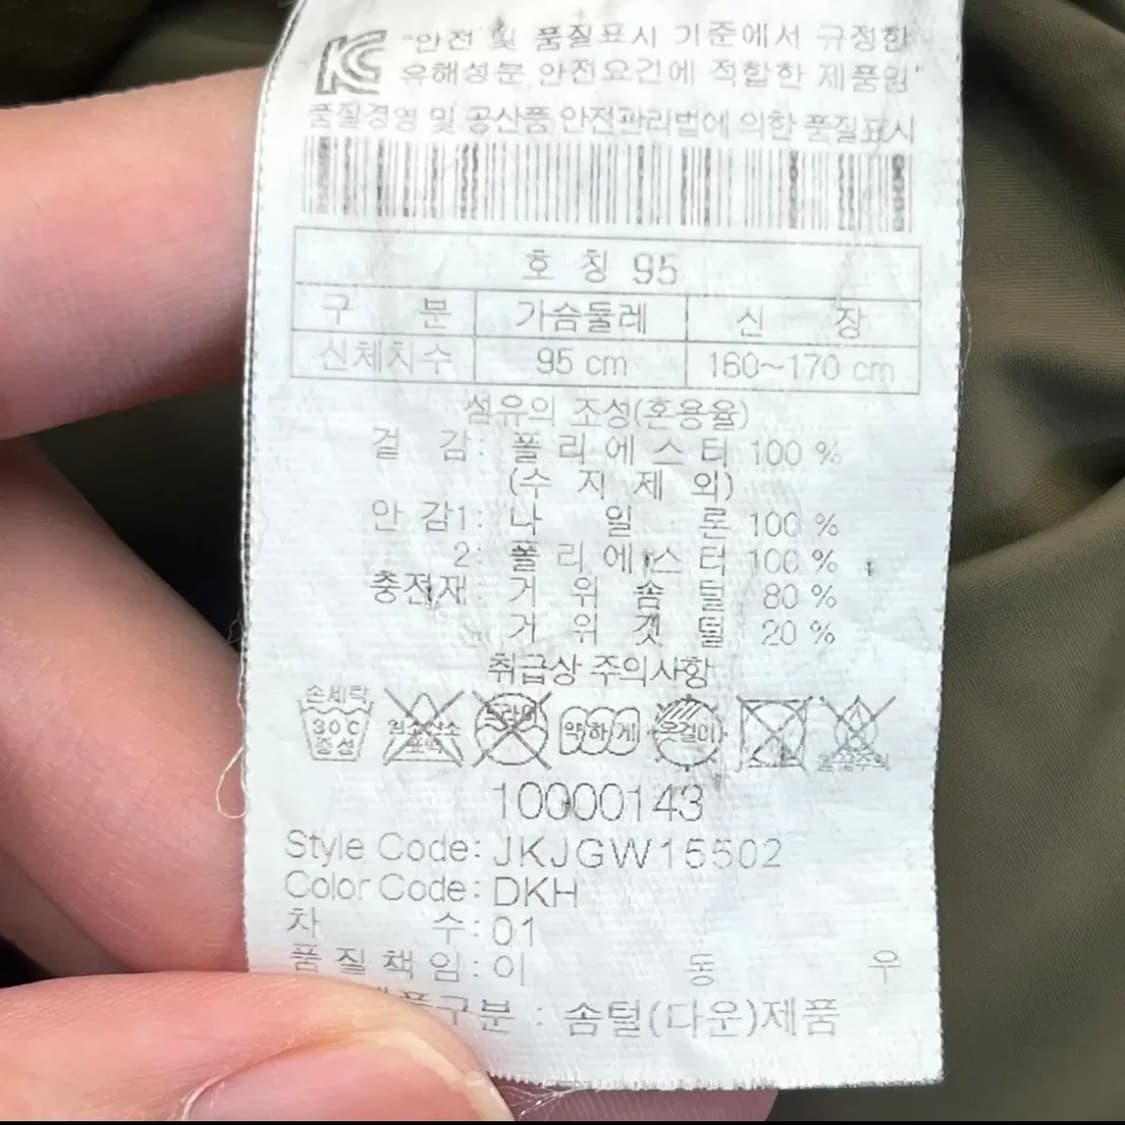 KC "안전 및 품질표시 기준에서 규정한
유해성분 안전요건에 적합한 제품임"
품질경영 및 공산품 안전관리법에 의한 품질표시
호 칭 95
구 분 가슴둘레 신 장
신체치수 95 cm 160~170 cm
섬유의 조성(혼용율)
겉 감: 폴 리 에 스 터 100 %
(수 지 제 외)
안 감1: 나 일 론 100 %
2: 폴 리 에 스 터 100 %
충전재: 거 위 솜 털 80 %
거 위 깃 털 20 %
취급상 주의사항
손세탁
30℃
중성
드라이
약하게
옷걸이
10000143
Style Code: JKJGW15502
Color Code: DKH
차 수: 01
품 질 책 임: 이 동 우
제품구분 : 솜털(다운)제품